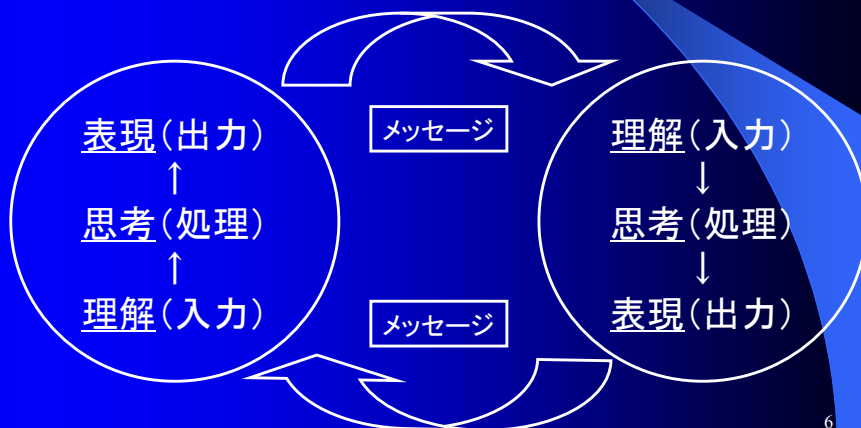 表現(出力)
↑
思考(処理)
↑
理解(入力)
メッセージ
メッセージ
理解(入力)
↓
思考(処理)
↓
表現(出力)
6